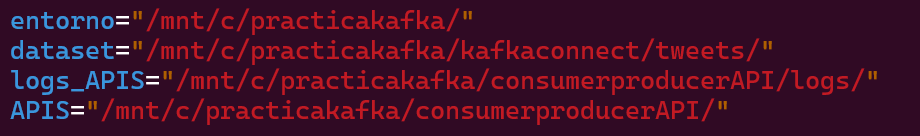 entorno="/mnt/c/practicakafka/"
dataset="/mnt/c/practicakafka/kafkaconnect/tweets/"
logs_APIS="/mnt/c/practicakafka/consumerproducerAPI/logs/"
APIS="/mnt/c/practicakafka/consumerproducerAPI/"